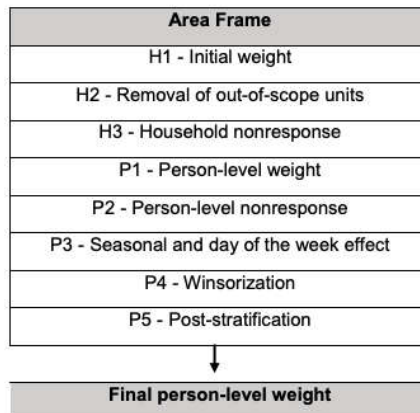 Area Frame
H1 - Initial weight
H2 - Removal of out-of-scope units
H3 - Household nonresponse
P1 - Person-level weight
P2 - Person-level nonresponse
P3 - Seasonal and day of the week effect
P4 - Winsorization
P5 - Post-stratification
Final person-level weight